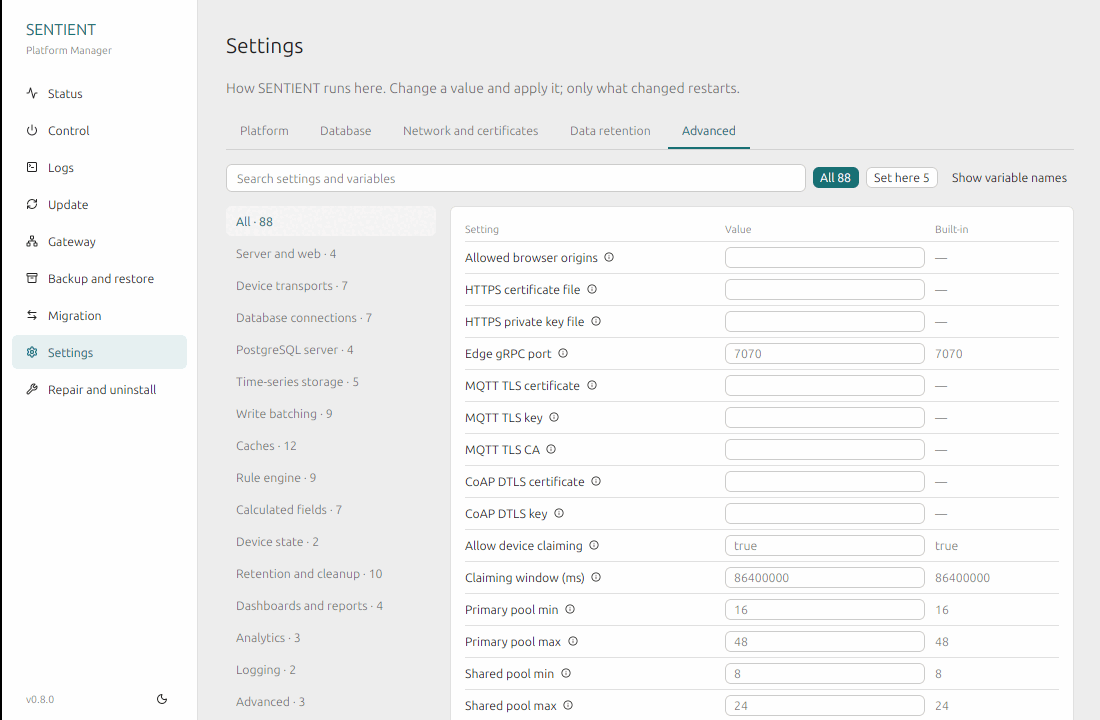 SENTIENT
Platform Manager
Status
Control
Logs
Update
Gateway
Backup and restore
Migration
Settings
Repair and uninstall
v0.8.0
Settings
How SENTIENT runs here. Change a value and apply it; only what changed restarts.
Platform Database Network and certificates Data retention Advanced
Search settings and variables All 88 Set here 5 Show variable names
All · 88
Server and web · 4
Device transports · 7
Database connections · 7
PostgreSQL server · 4
Time-series storage · 5
Write batching · 9
Caches · 12
Rule engine · 9
Calculated fields · 7
Device state · 2
Retention and cleanup · 10
Dashboards and reports · 4
Analytics · 3
Logging · 2
Advanced · 3
Setting Value Built-in
Allowed browser origins —
HTTPS certificate file —
HTTPS private key file —
Edge gRPC port 7070 7070
MQTT TLS certificate —
MQTT TLS key —
MQTT TLS CA —
CoAP DTLS certificate —
CoAP DTLS key —
Allow device claiming true true
Claiming window (ms) 86400000 86400000
Primary pool min 16 16
Primary pool max 48 48
Shared pool min 8 8
Shared pool max 24 24